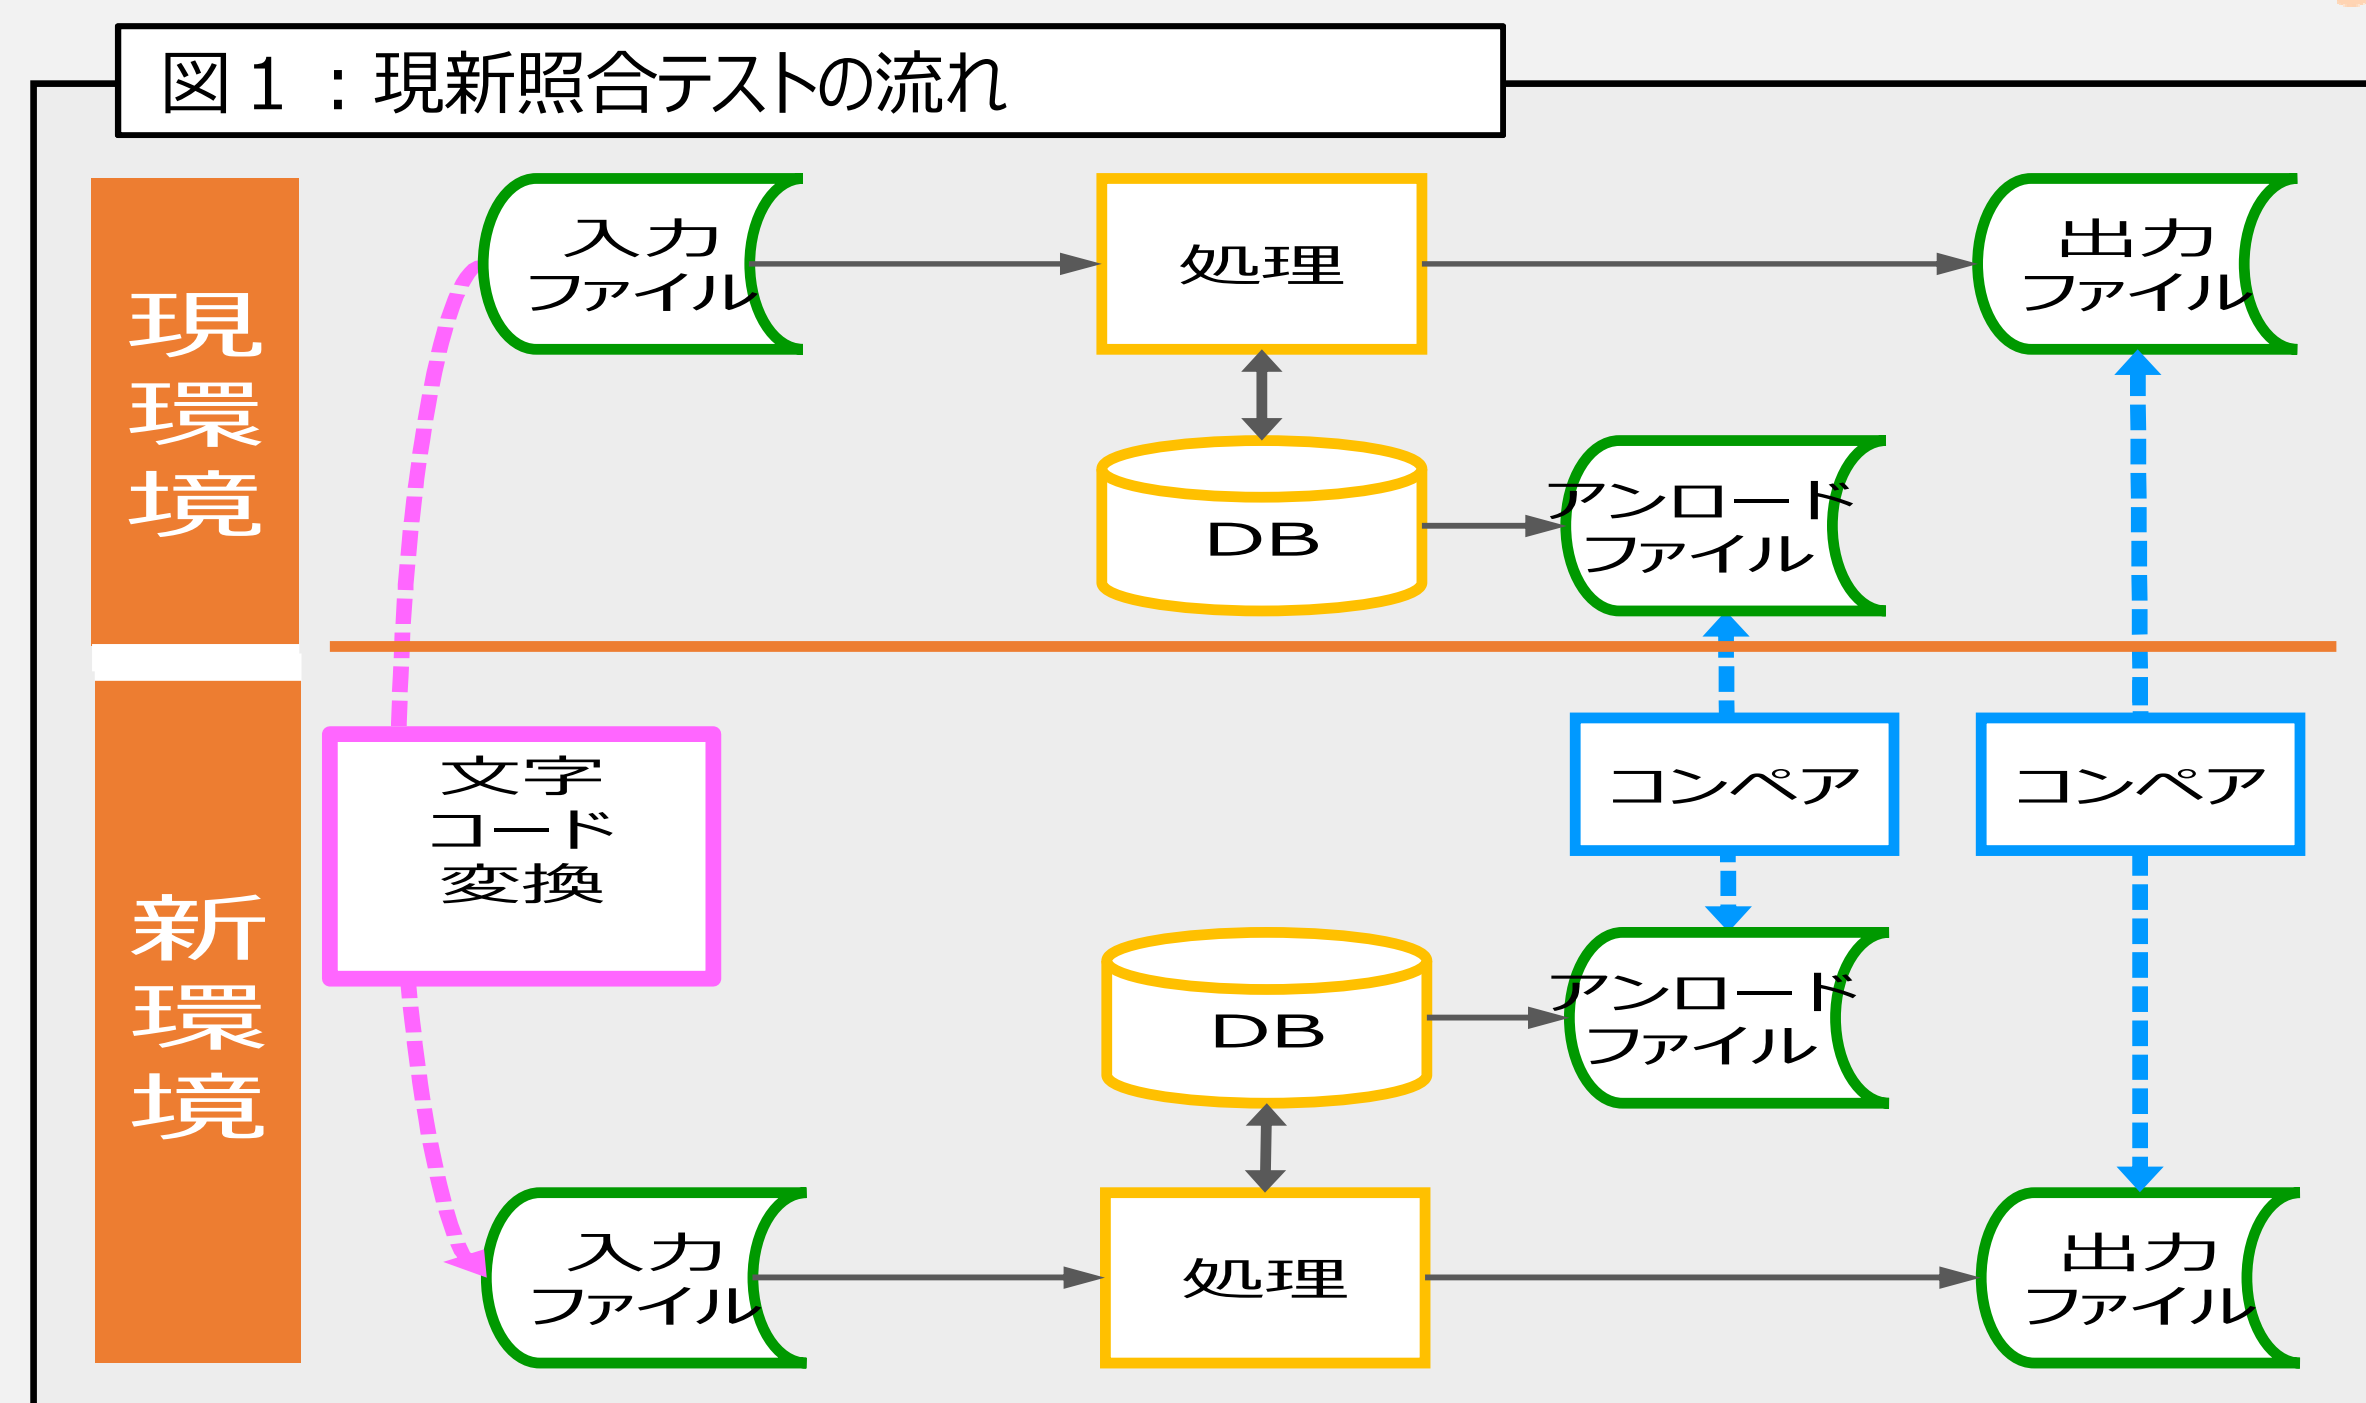 図1：現新照合テストの流れ
現環境
入力
ファイル
処理
出力
ファイル
DB
アンロード
ファイル
新環境
文字
コード
変換
コンペア
コンペア
DB
アンロード
ファイル
入力
ファイル
処理
出力
ファイル